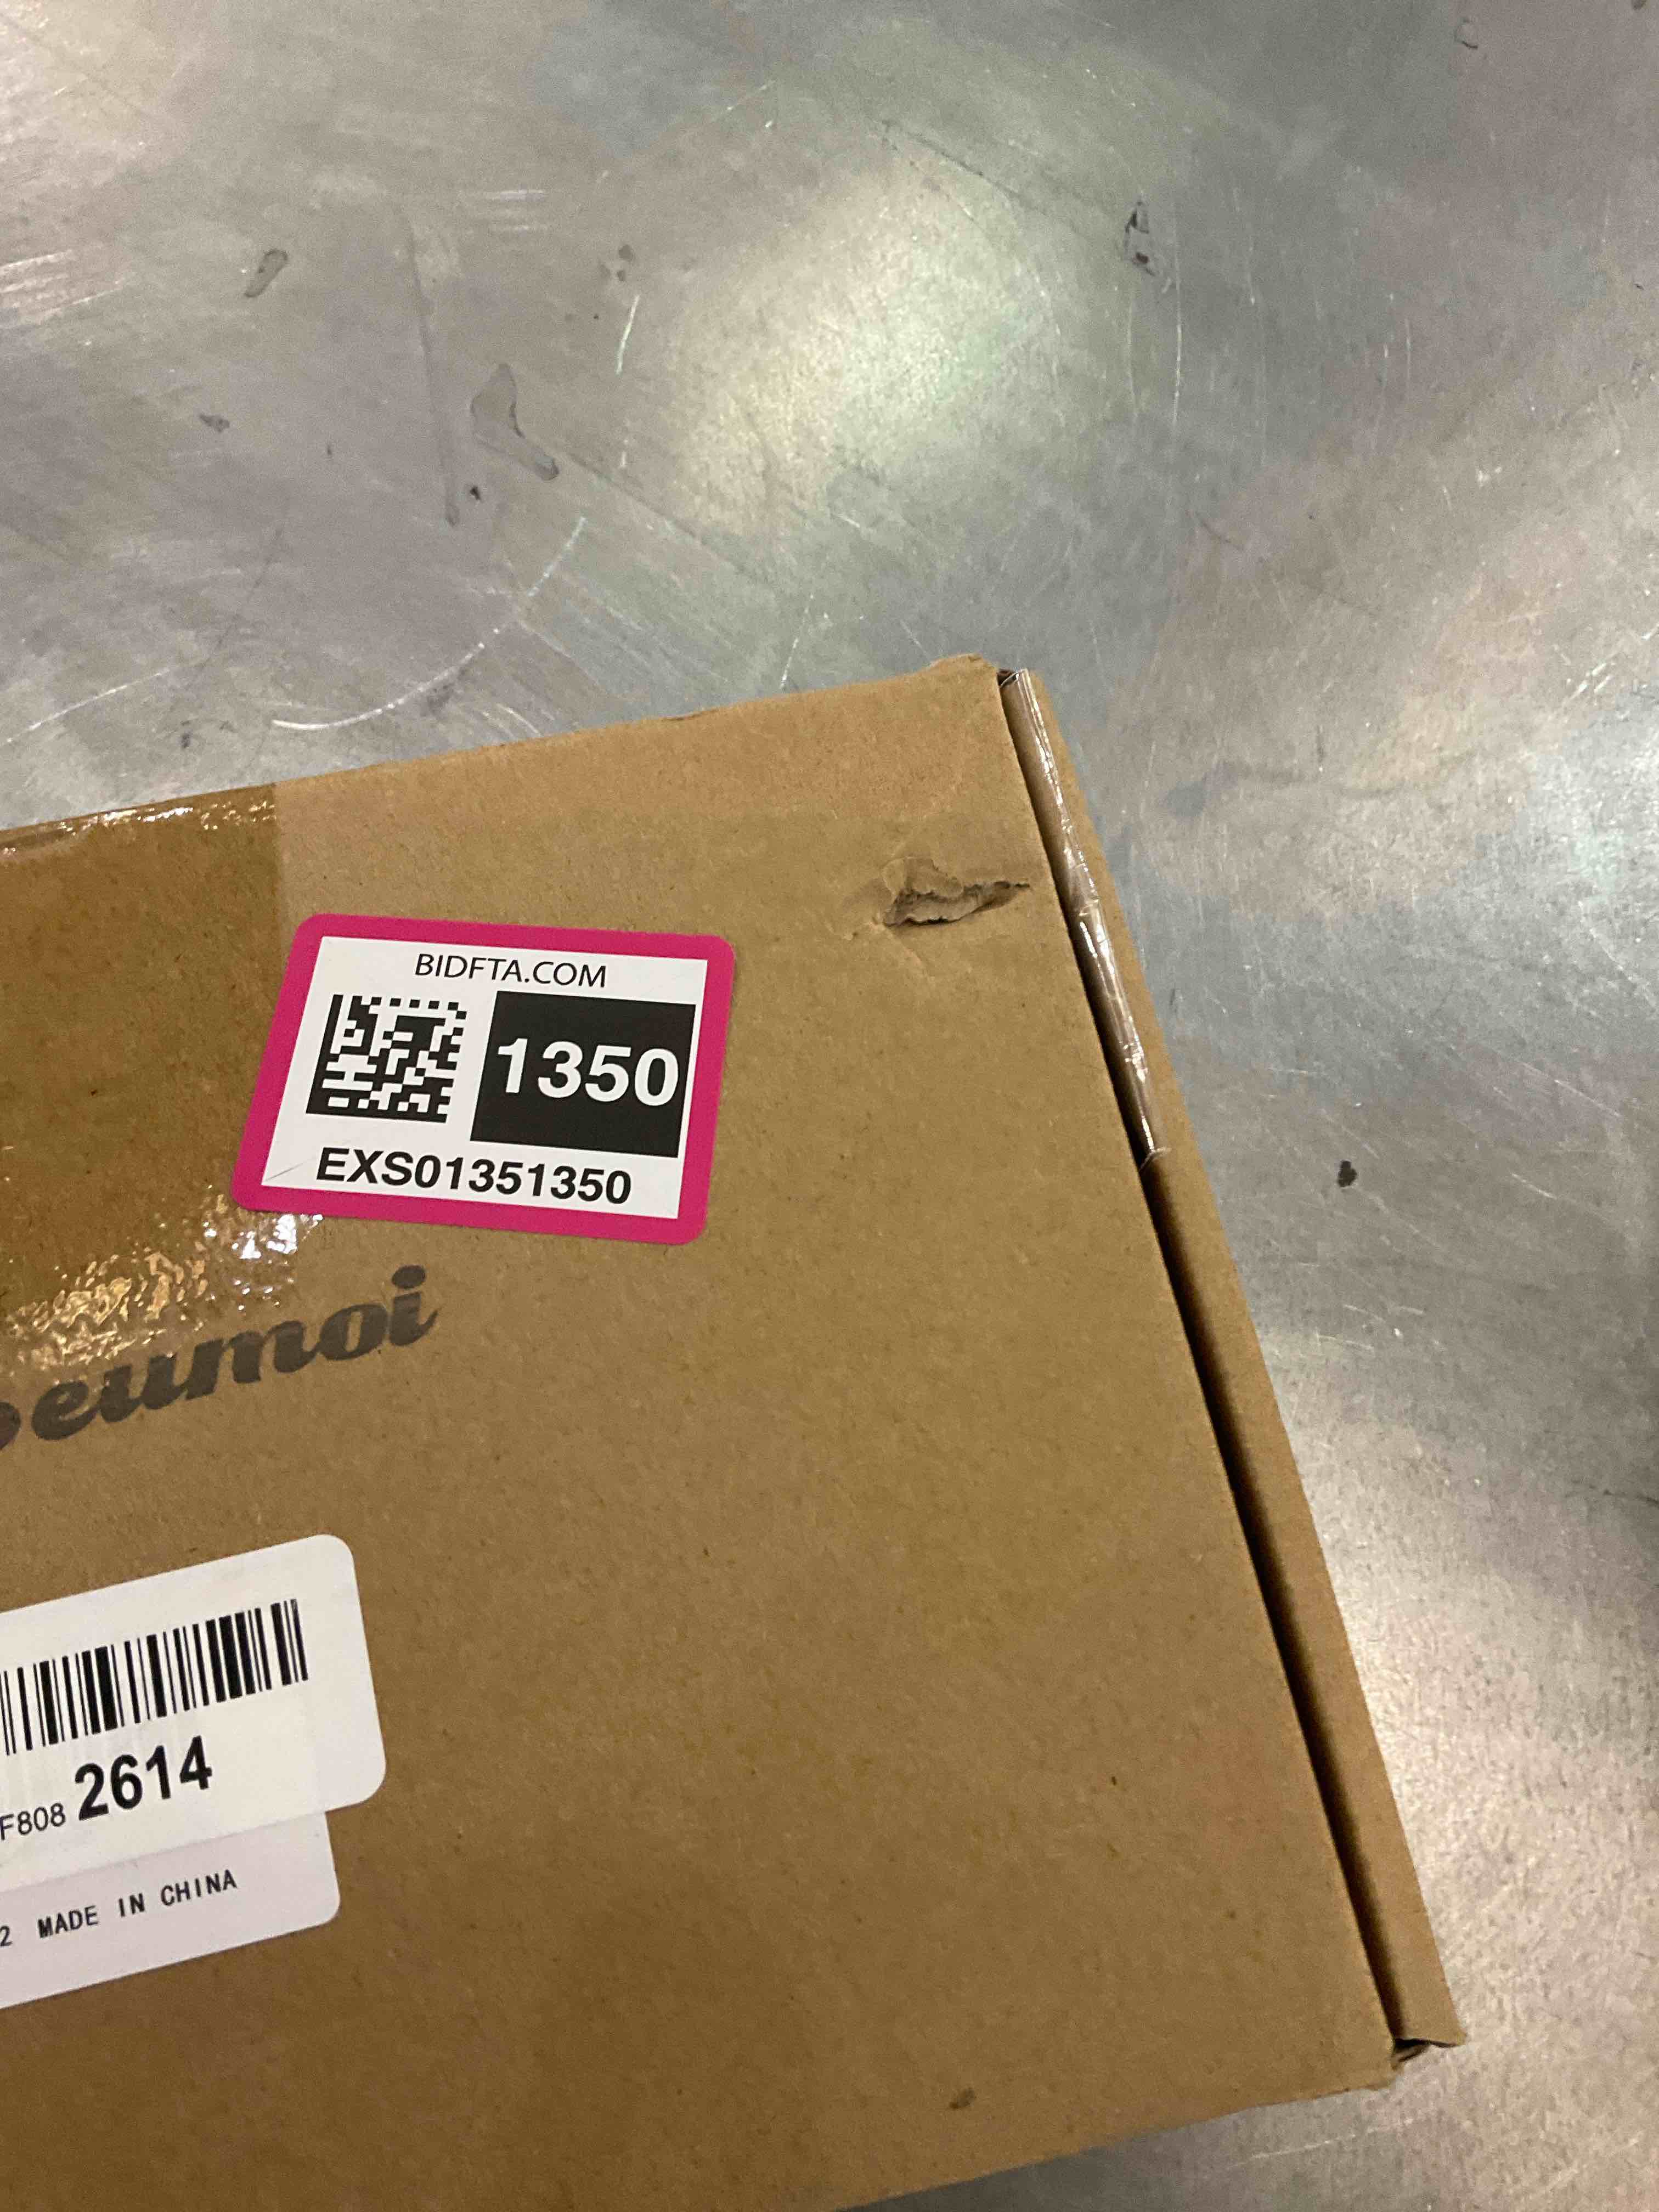 BIDFTA.COM
1350
EXS01351350
eumoi
F808 2614
2 MADE IN CHINA